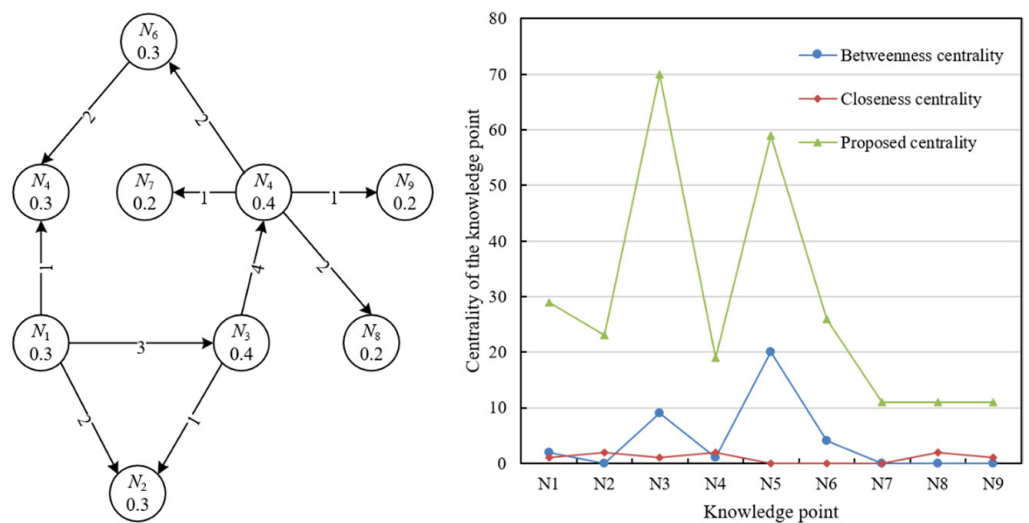 N6
0.3
2
2
N4
0.3
N7
0.2
1
N4
0.4
1
N9
0.2
1
4
2
N1
0.3
3
N3
0.4
N8
0.2
2
1
N2
0.3
80
70
60
50
40
30
20
10
0
Centrality of the knowledge point
Betweenness centrality
Closeness centrality
Proposed centrality
N1 N2 N3 N4 N5 N6 N7 N8 N9
Knowledge point